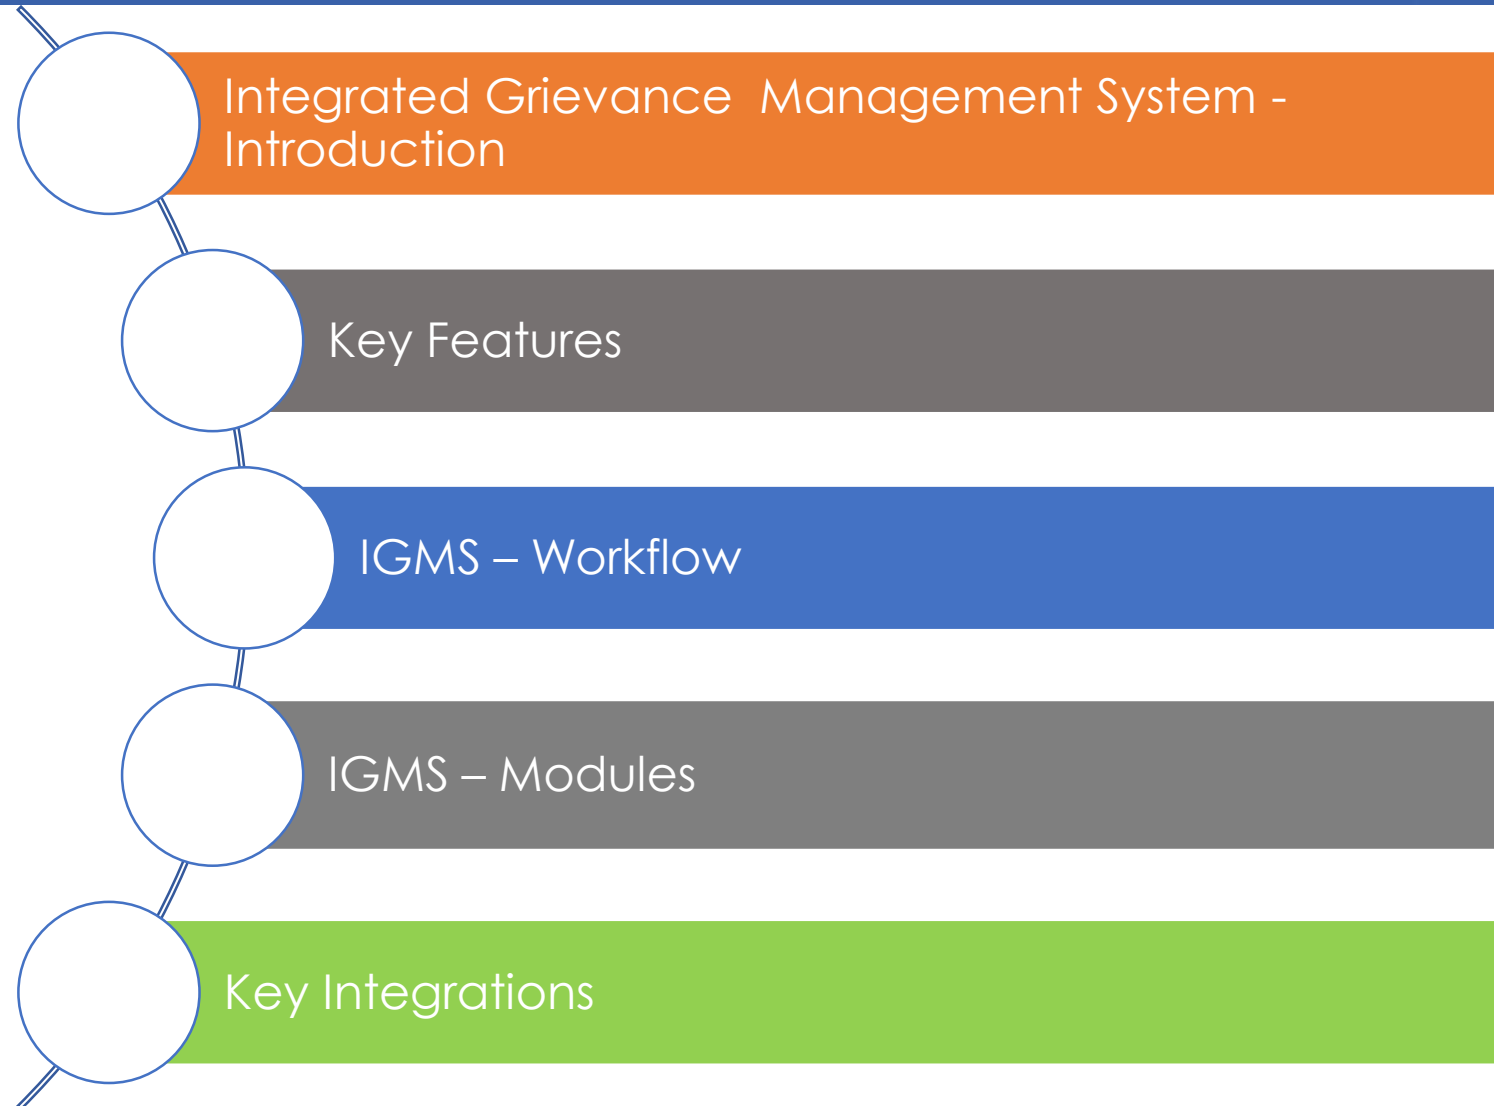 Integrated Grievance  Management System -
Introduction
Key Features
IGMS – Workflow
IGMS – Modules
Key Integrations